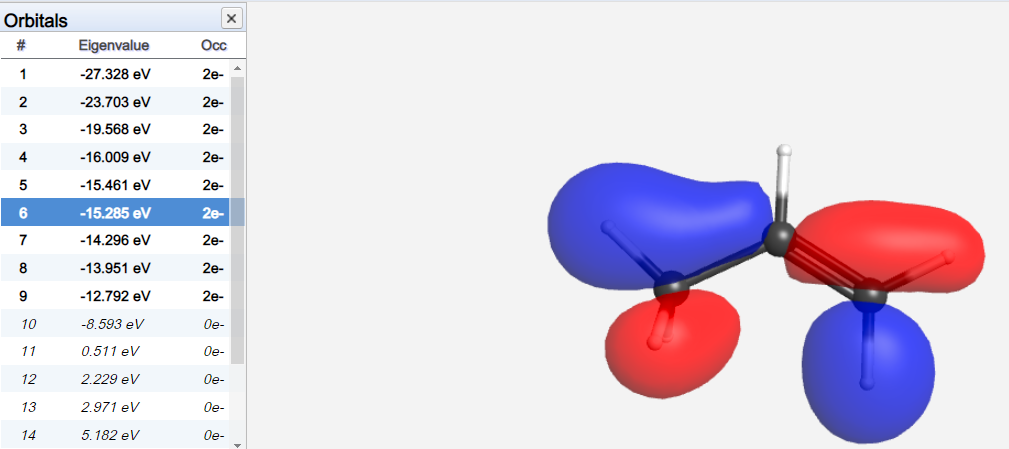 Orbitals
# Eigenvalue Occ
1 -27.328 eV 2e-
2 -23.703 eV 2e-
3 -19.568 eV 2e-
4 -16.009 eV 2e-
5 -15.461 eV 2e-
6 -15.285 eV 2e-
7 -14.296 eV 2e-
8 -13.951 eV 2e-
9 -12.792 eV 2e-
10 -8.593 eV 0e-
11 0.511 eV 0e-
12 2.229 eV 0e-
13 2.971 eV 0e-
14 5.182 eV 0e-